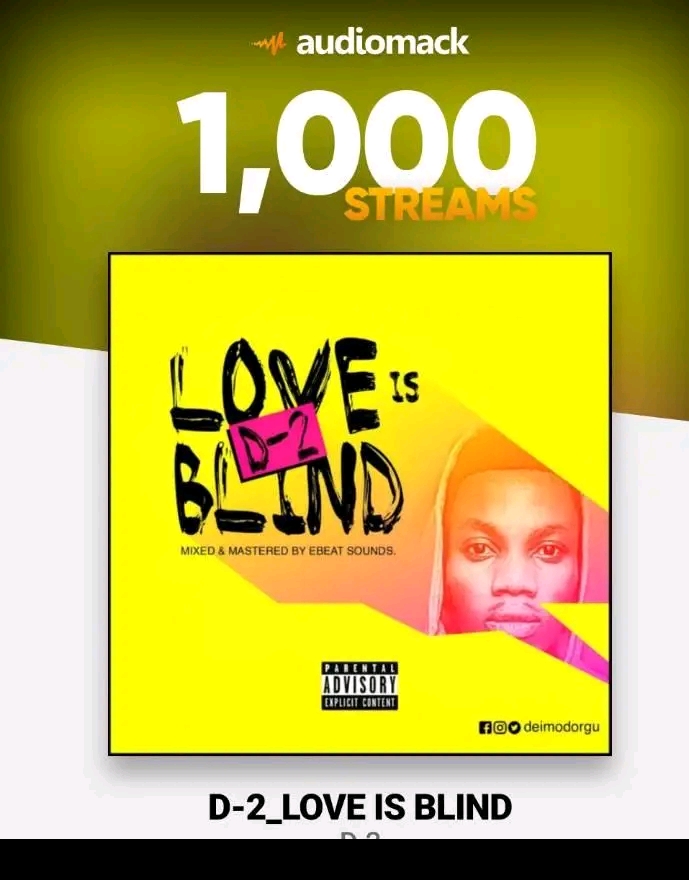 audiomack
1,000
STREAMS
LOVE IS
D-2
BLIND
MIXED & MASTERED BY EBEAT SOUNDS.
PARENTAL
ADVISORY
EXPLICIT CONTENT
deimodorgu
D-2_LOVE IS BLIND
D-2